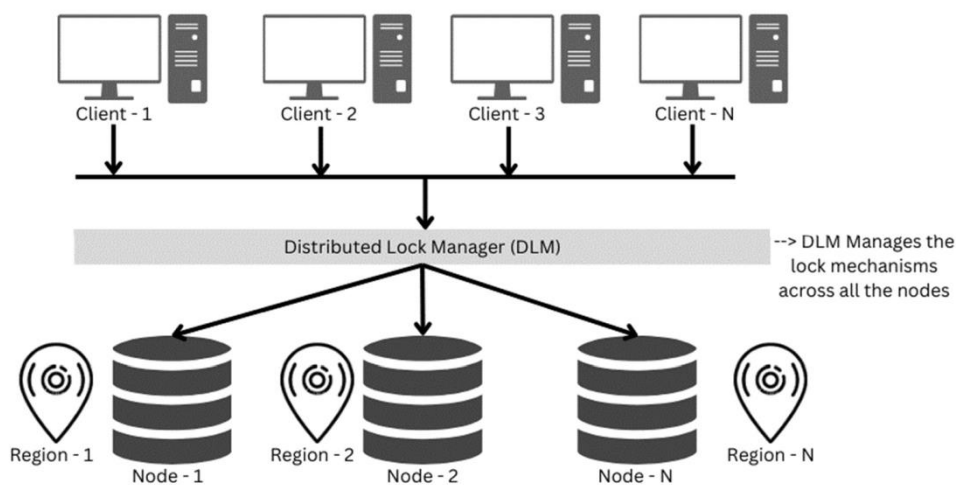 Client - 1
Client - 2
Client - 3
Client - N
Distributed Lock Manager (DLM)
--> DLM Manages the
lock mechanisms
across all the nodes
Region - 1
Node - 1
Region - 2
Node - 2
Node - N
Region - N